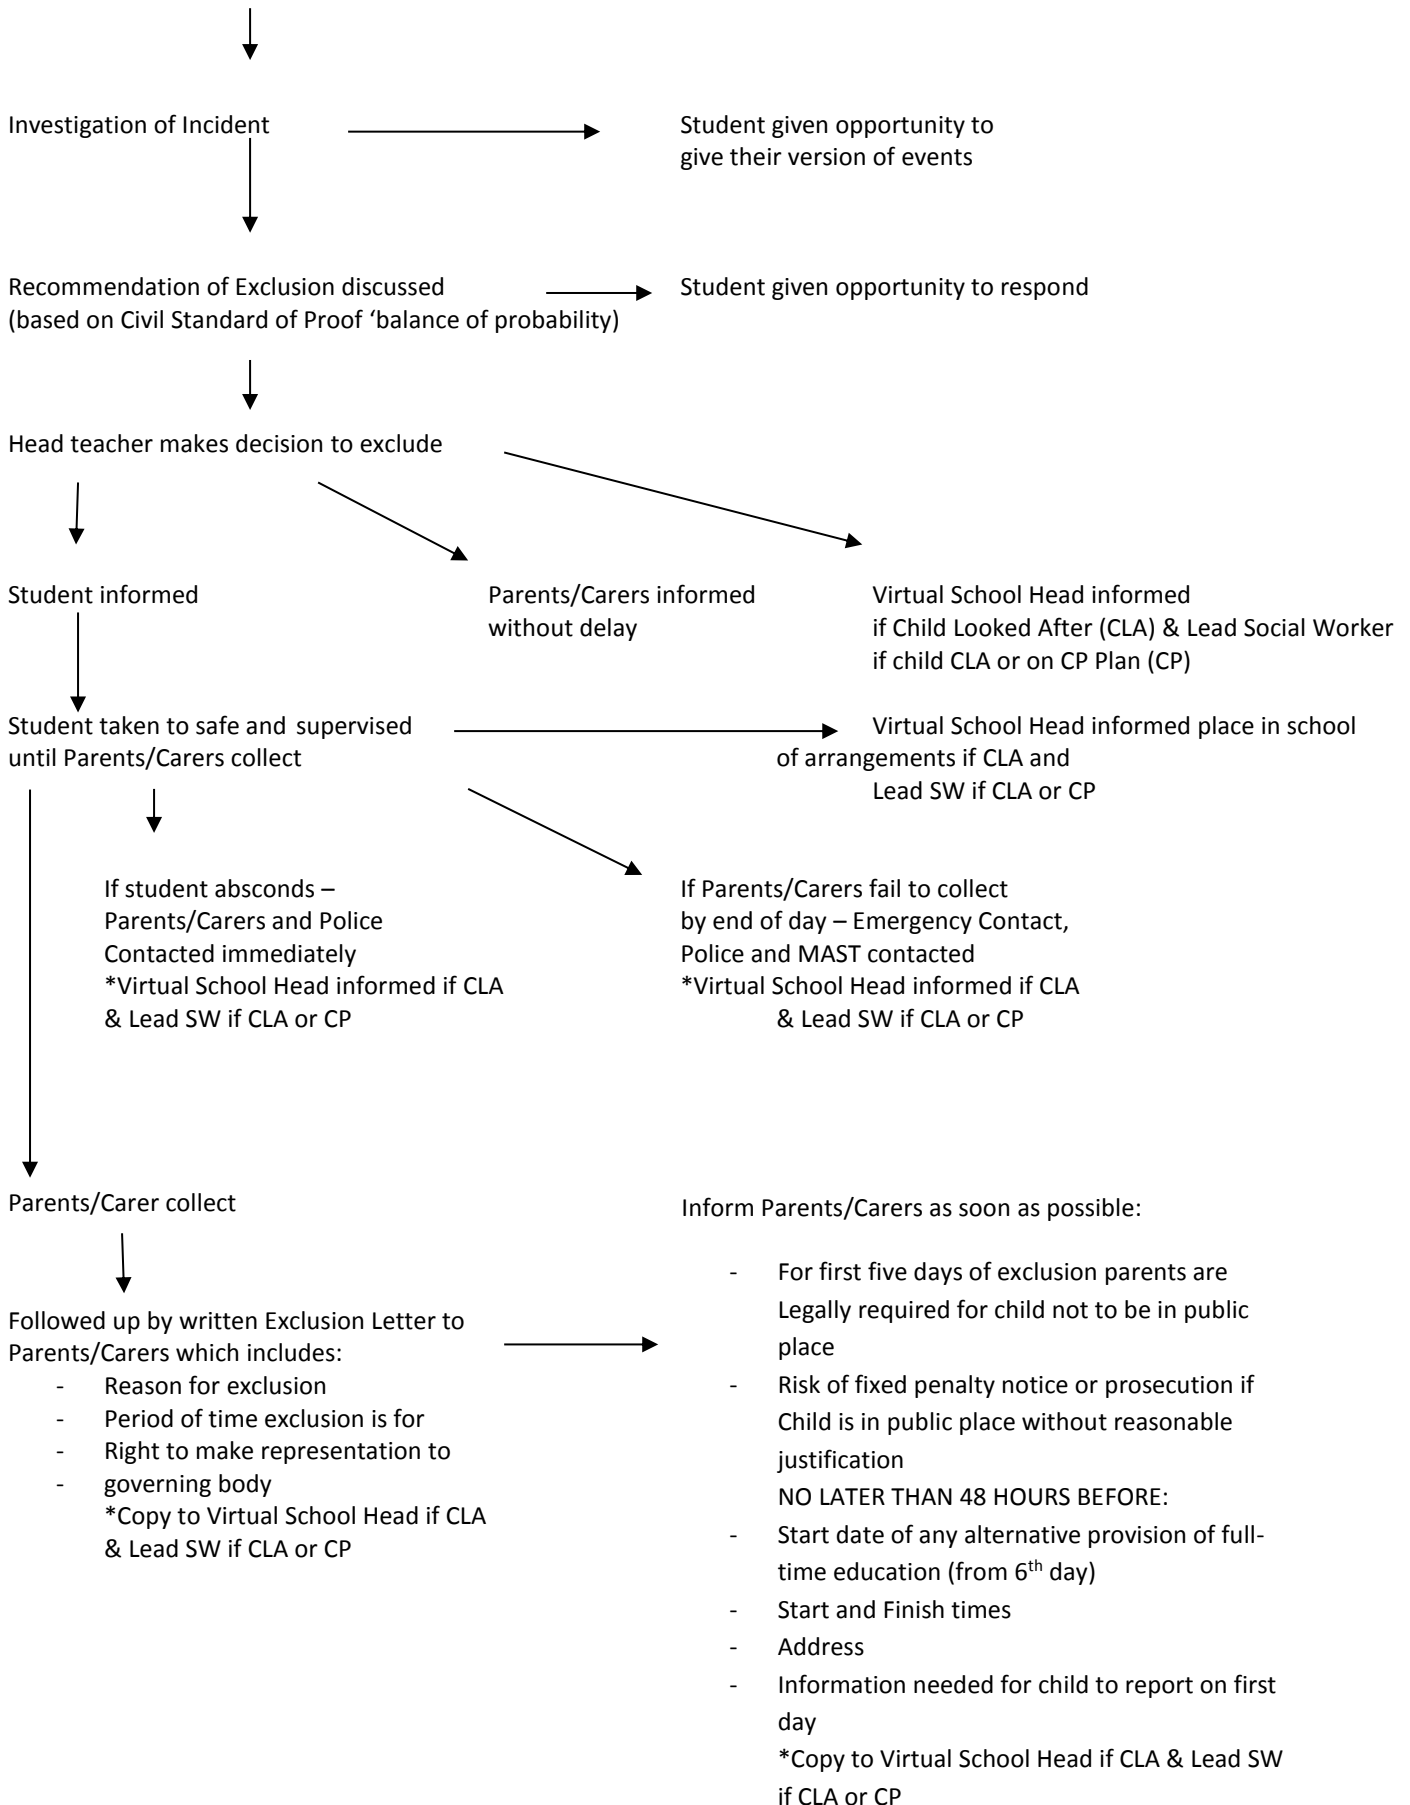 Investigation of Incident
Student given opportunity to
give their version of events
Recommendation of Exclusion discussed
(based on Civil Standard of Proof ‘balance of probability)
Student given opportunity to respond
Head teacher makes decision to exclude
Student informed
Parents/Carers informed
without delay
Virtual School Head informed
if Child Looked After (CLA) & Lead Social Worker
if child CLA or on CP Plan (CP)
Student taken to safe and supervised
until Parents/Carers collect
Virtual School Head informed place in school
of arrangements if CLA and
Lead SW if CLA or CP
If student absconds –
Parents/Carers and Police
Contacted immediately
*Virtual School Head informed if CLA
& Lead SW if CLA or CP
If Parents/Carers fail to collect
by end of day – Emergency Contact,
Police and MAST contacted
*Virtual School Head informed if CLA
& Lead SW if CLA or CP
Parents/Carer collect
Followed up by written Exclusion Letter to
Parents/Carers which includes:
- Reason for exclusion
- Period of time exclusion is for
- Right to make representation to
- governing body
*Copy to Virtual School Head if CLA
& Lead SW if CLA or CP
Inform Parents/Carers as soon as possible:
- For first five days of exclusion parents are
Legally required for child not to be in public
place
- Risk of fixed penalty notice or prosecution if
Child is in public place without reasonable
justification
NO LATER THAN 48 HOURS BEFORE:
- Start date of any alternative provision of full-
time education (from 6th day)
- Start and Finish times
- Address
- Information needed for child to report on first
day
*Copy to Virtual School Head if CLA & Lead SW
if CLA or CP